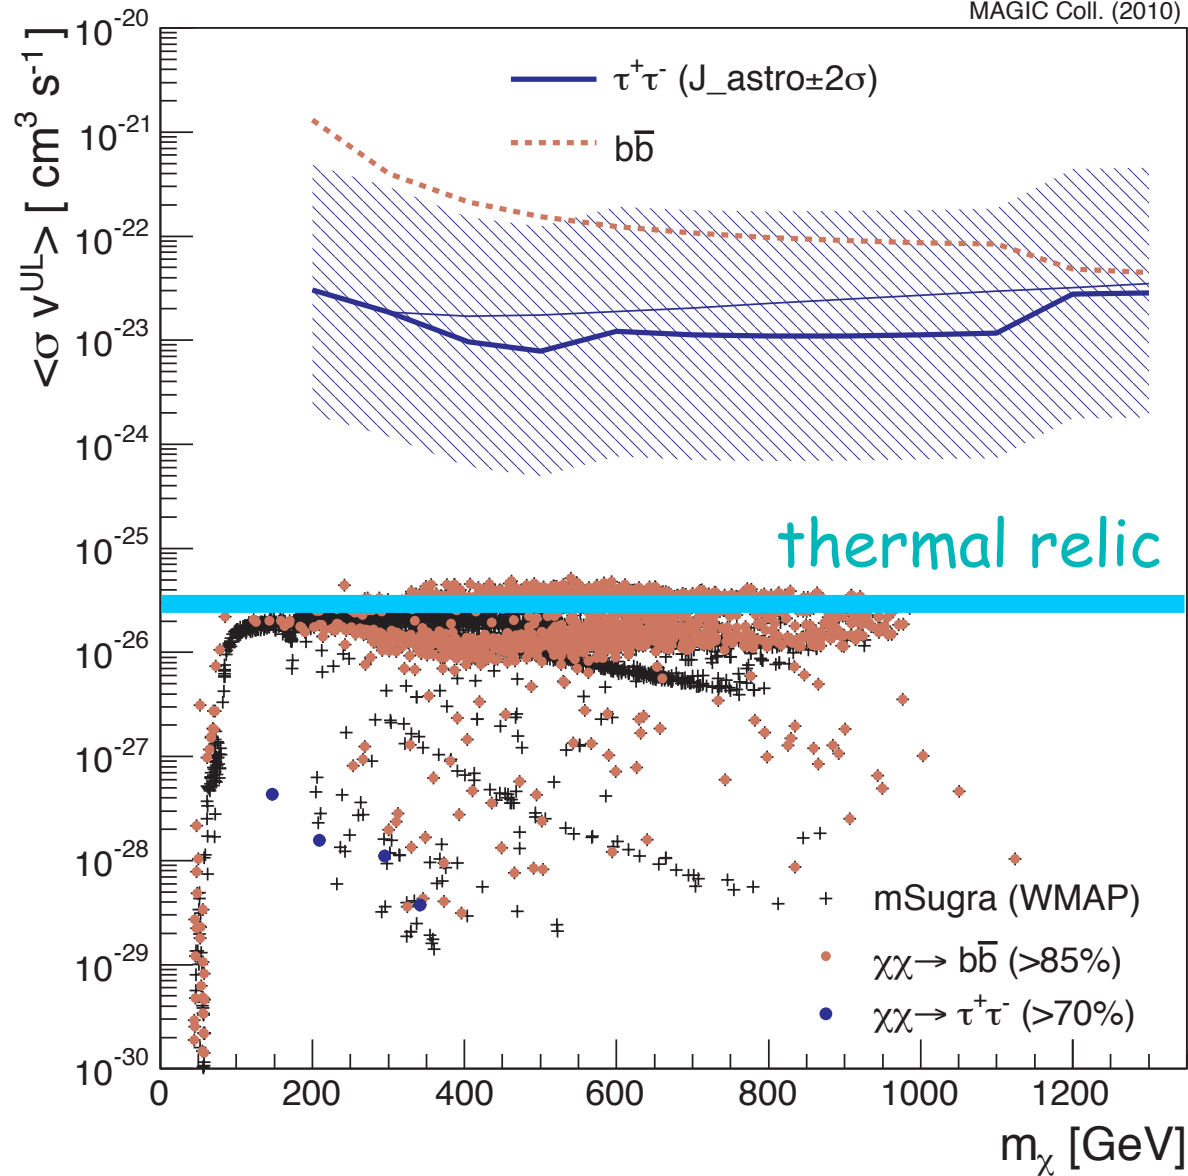 MAGIC Coll. (2010)
<σ v^UL> [ cm³ s⁻¹ ]
10⁻²⁰
10⁻²¹
10⁻²²
10⁻²³
10⁻²⁴
10⁻²⁵
10⁻²⁶
10⁻²⁷
10⁻²⁸
10⁻²⁹
10⁻³⁰
τ⁺τ⁻ (J_astro±2σ)
bb̅
thermal relic
mSugra (WMAP)
χχ→ bb̅ (>85%)
χχ→ τ⁺τ⁻ (>70%)
0 200 400 600 800 1000 1200
m_χ [GeV]